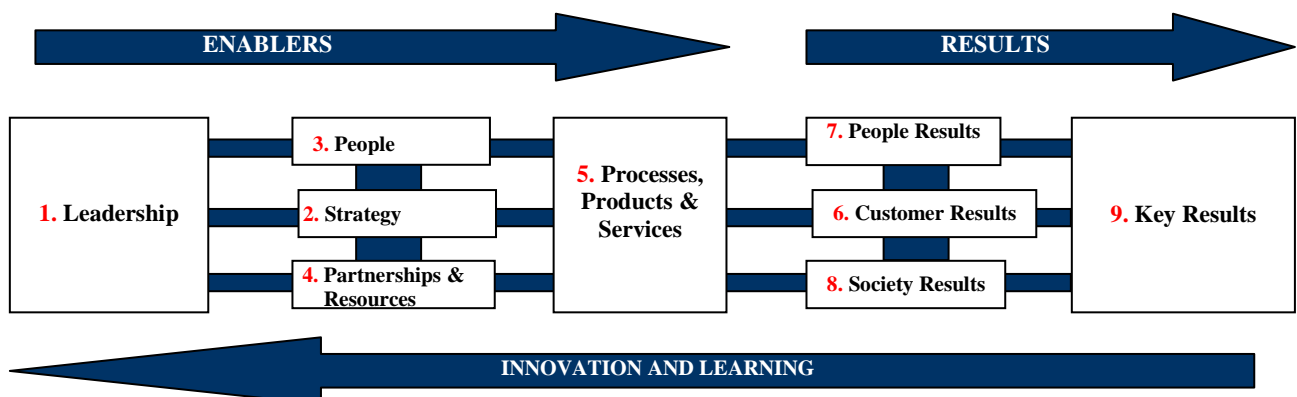 ENABLERS
RESULTS
1. Leadership
3. People
2. Strategy
4. Partnerships &
Resources
5. Processes,
Products &
Services
7. People Results
6. Customer Results
8. Society Results
9. Key Results
INNOVATION AND LEARNING